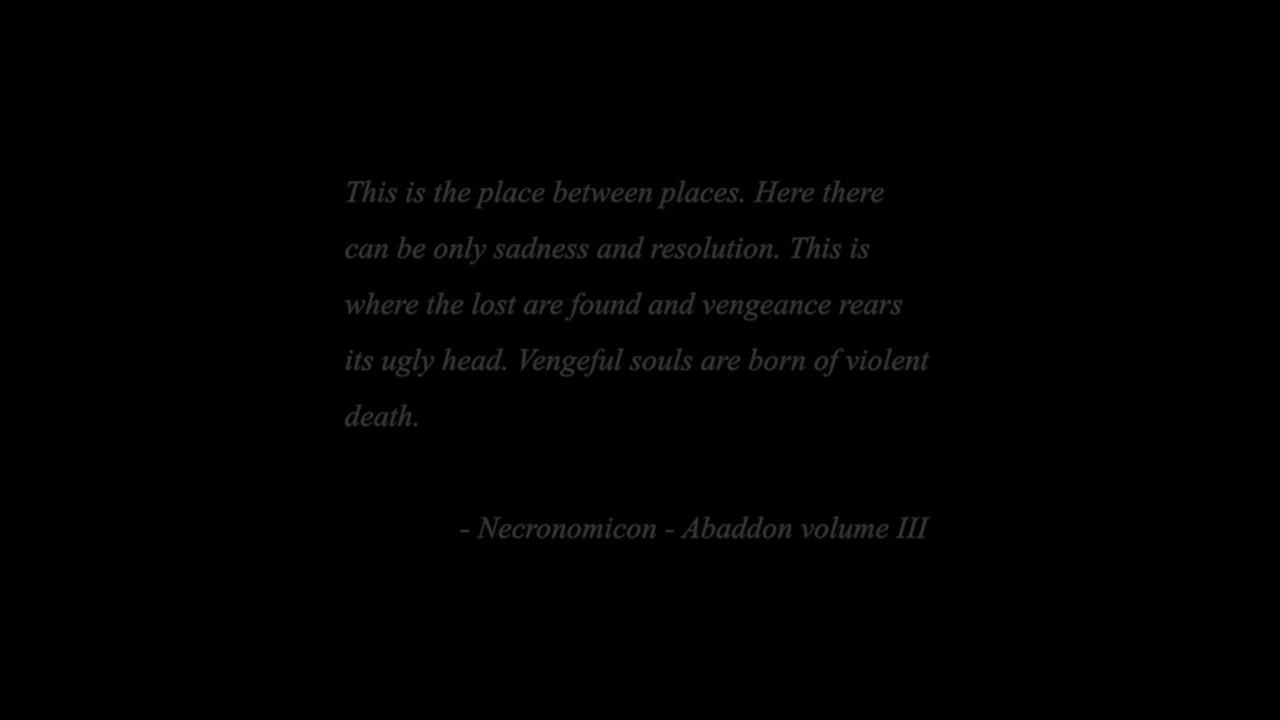 This is the place between places. Here there
can be only sadness and resolution. This is
where the lost are found and vengeance rears
its ugly head. Vengeful souls are born of violent
death.
- Necronomicon - Abaddon volume III